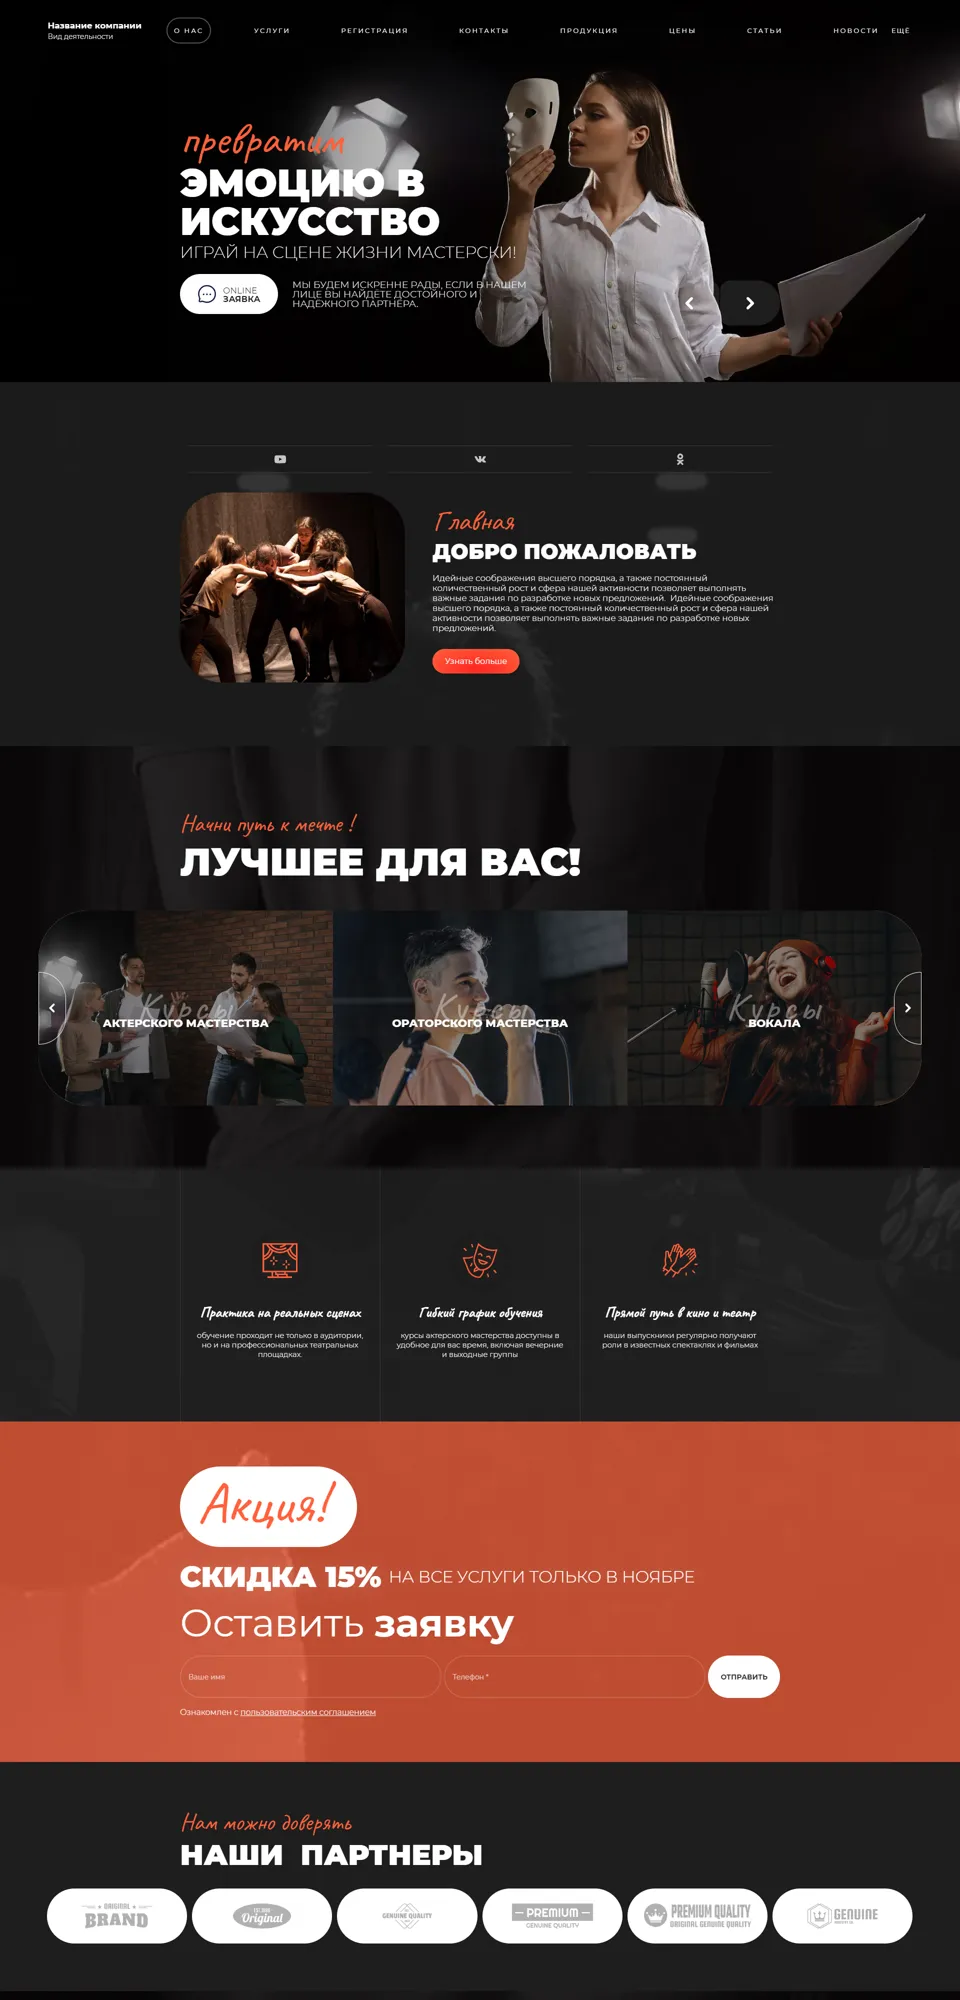 Название компании
Вид деятельности
О НАС
УСЛУГИ
РЕГИСТРАЦИЯ
КОНТАКТЫ
ПРОДУКЦИЯ
ЦЕНЫ
СТАТЬИ
НОВОСТИ
ЕЩЁ
превратим
ЭМОЦИЮ В
ИСКУССТВО
ИГРАЙ НА СЦЕНЕ ЖИЗНИ МАСТЕРСКИ!
ONLINE
ЗАЯВКА
МЫ БУДЕМ ИСКРЕННЕ РАДЫ, ЕСЛИ В НАШЕМ
ЛИЦЕ ВЫ НАЙДЕТЕ ДОСТОЙНОГО И
НАДЕЖНОГО ПАРТНЕРА.
Главная
ДОБРО ПОЖАЛОВАТЬ
Идейные соображения высшего порядка, а также постоянный
количественный рост и сфера нашей активности позволяет выполнять
важные задания по разработке новых предложений. Идейные соображения
высшего порядка, а также постоянный количественный рост и сфера нашей
активности позволяет выполнять важные задания по разработке новых
предложений.
Узнать больше
Начни путь к мечте !
ЛУЧШЕЕ ДЛЯ ВАС!
Курсы
АКТЕРСКОГО МАСТЕРСТВА
Курсы
ОРАТОРСКОГО МАСТЕРСТВА
Курсы
ВОКАЛА
Практика на реальных сценах
обучение проходит не только в аудитории,
но и на профессиональных театральных
площадках.
Гибкий график обучения
курсы актерского мастерства доступны в
удобное для вас время, включая вечерние
и выходные группы
Прямой путь в кино и театр
наши выпускники регулярно получают
роли в известных спектаклях и фильмах
Акция!
СКИДКА 15% НА ВСЕ УСЛУГИ ТОЛЬКО В НОЯБРЕ
Оставить заявку
Ваше имя
Телефон *
ОТПРАВИТЬ
Ознакомлен с пользовательским соглашением
Нам можно доверять
НАШИ ПАРТНЕРЫ
ORIGINAL
BRAND
Original
GENUINE QUALITY
PREMIUM
GENUINE QUALITY
PREMIUM QUALITY
ORIGINAL GENUINE QUALITY
GENUINE